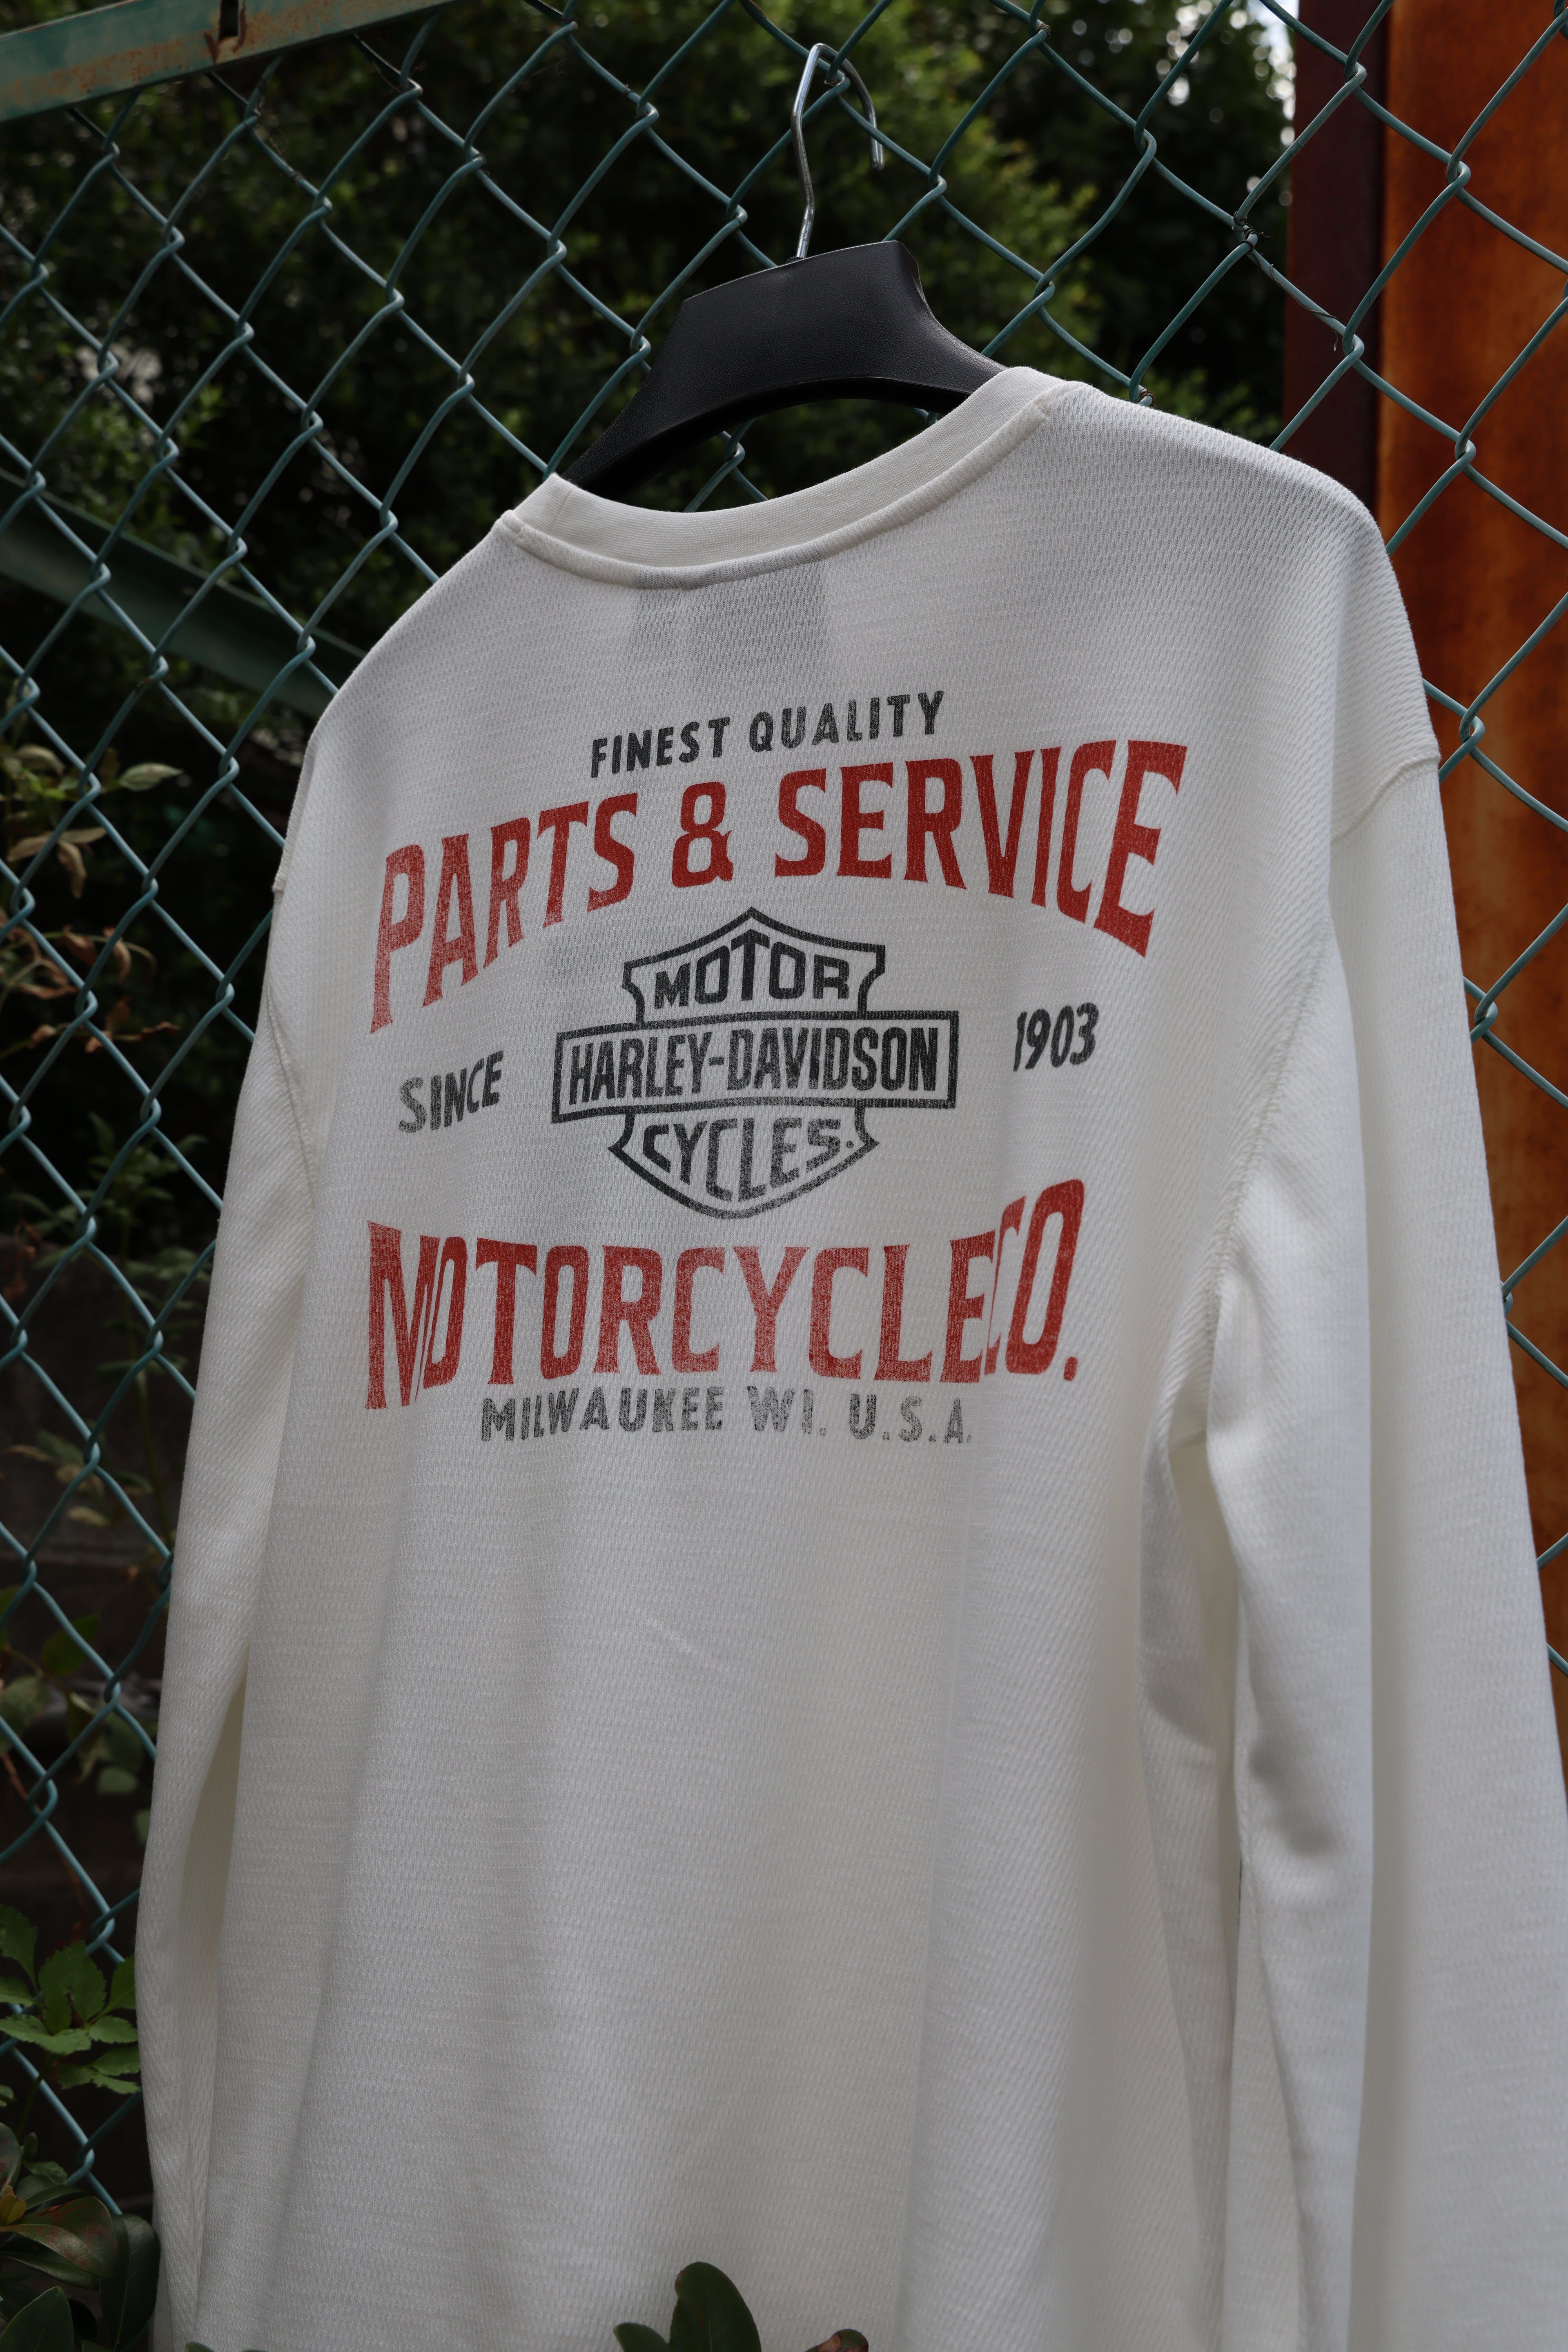 FINEST QUALITY
PARTS & SERVICE
MOTOR
SINCE HARLEY-DAVIDSON 1903
CYCLES
MOTORCYCLE CO.
MILWAUKEE WI. U.S.A.